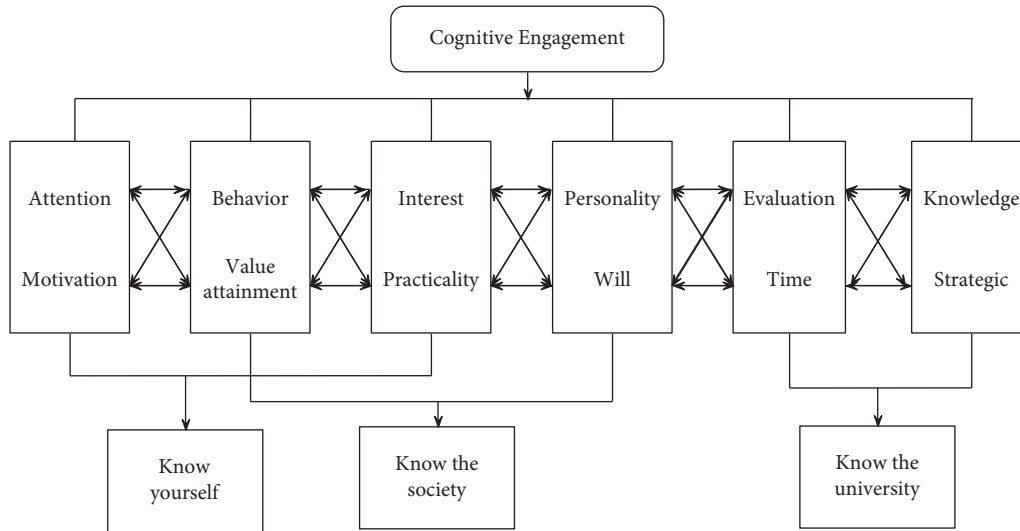 Cognitive Engagement
Attention
Behavior
Interest
Personality
Evaluation
Knowledge
Motivation
Value
attainment
Practicality
Will
Time
Strategic
Know
yourself
Know the
society
Know the
university